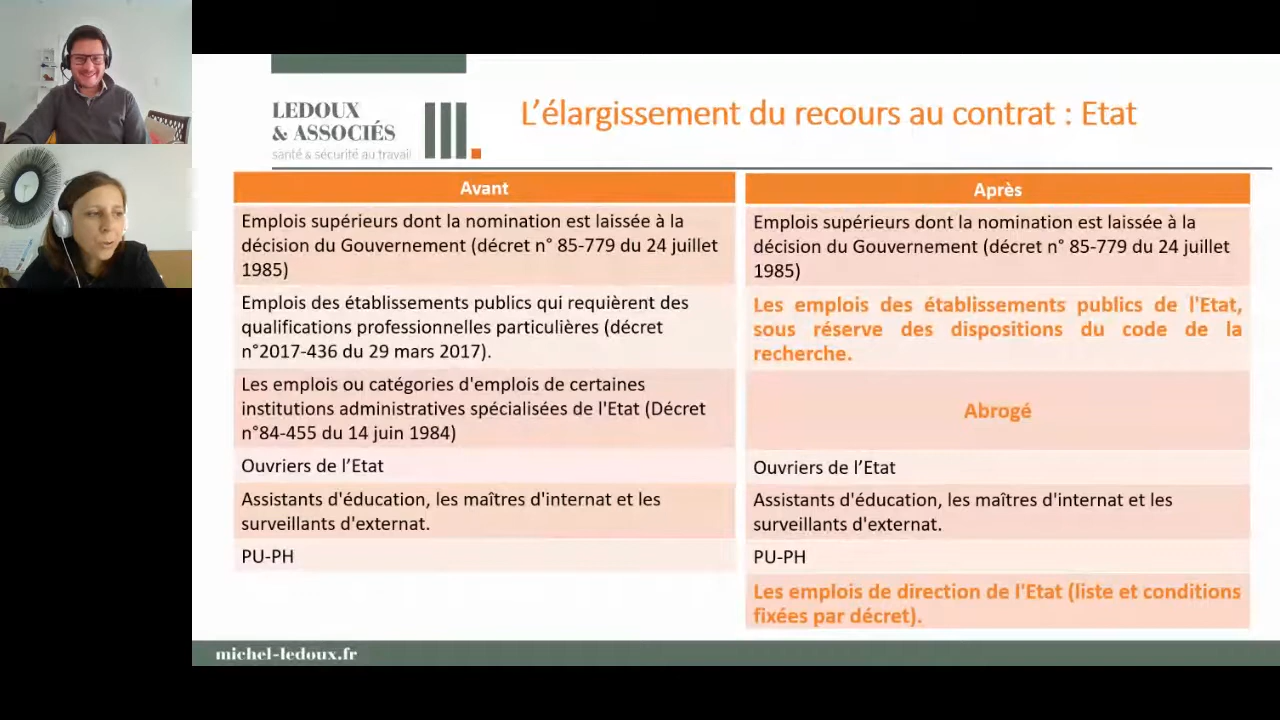 LEDOUX
& ASSOCIÉS
santé & sécurité au travail
L'élargissement du recours au contrat : Etat
Avant
Emplois supérieurs dont la nomination est laissée à la
décision du Gouvernement (décret n° 85-779 du 24 juillet
1985)
Emplois des établissements publics qui requièrent des
qualifications professionnelles particulières (décret
n°2017-436 du 29 mars 2017).
Les emplois ou catégories d'emplois de certaines
institutions administratives spécialisées de l'Etat (Décret
n°84-455 du 14 juin 1984)
Ouvriers de l’Etat
Assistants d'éducation, les maîtres d'internat et les
surveillants d'externat.
PU-PH
Après
Emplois supérieurs dont la nomination est laissée à la
décision du Gouvernement (décret n° 85-779 du 24 juillet
1985)
Les emplois des établissements publics de l'Etat,
sous réserve des dispositions du code de la
recherche.
Abrogé
Ouvriers de l’Etat
Assistants d'éducation, les maîtres d'internat et les
surveillants d'externat.
PU-PH
Les emplois de direction de l'Etat (liste et conditions
fixées par décret).
michel-ledoux.fr